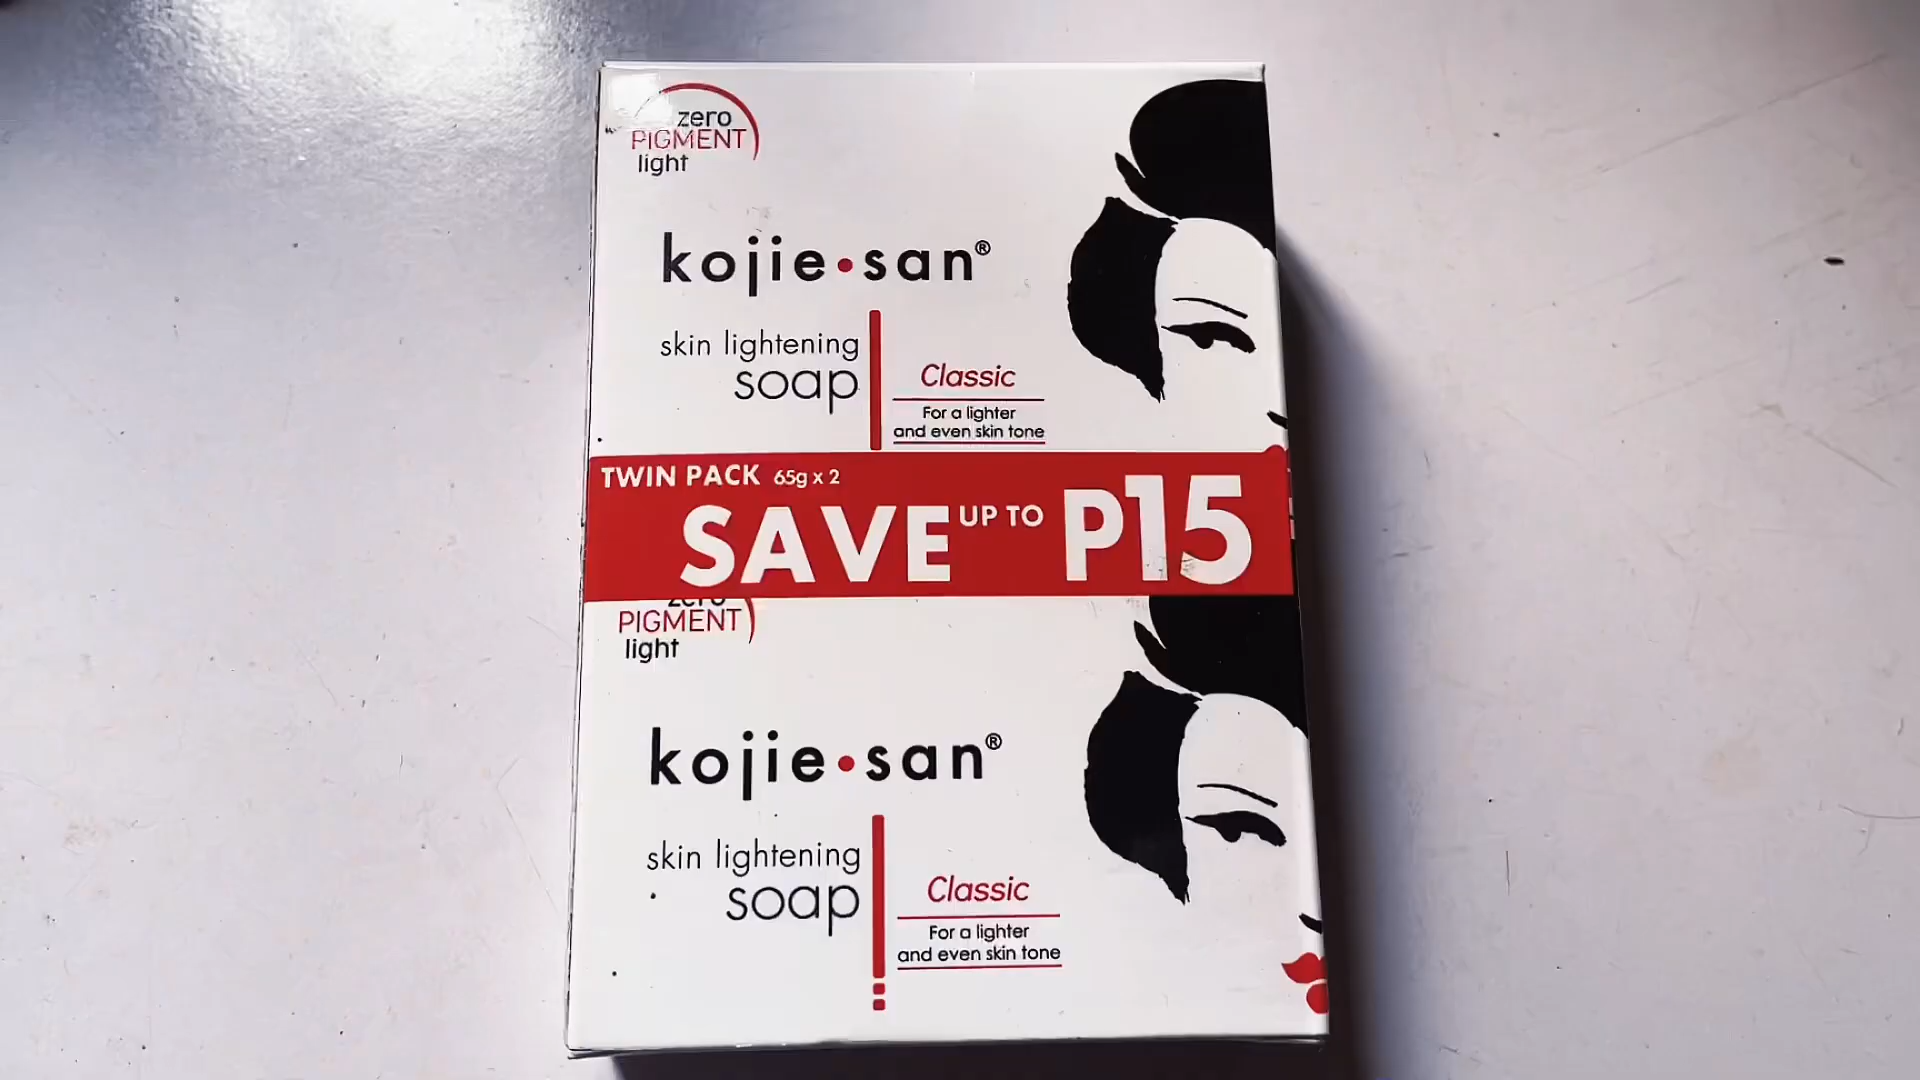 zero
PIGMENT
light
kojie•san®
skin lightening
soap
Classic
For a lighter
and even skin tone
TWIN PACK 65g x 2
SAVE UP TO P15
zero
PIGMENT
light
kojie•san®
skin lightening
soap
Classic
For a lighter
and even skin tone